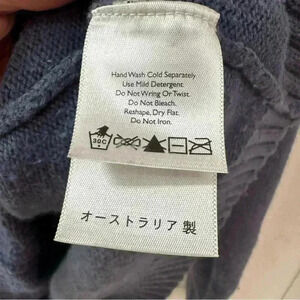 Hand Wash Cold Separately
Use Mild Detergent.
Do Not Wring Or Twist.
Do Not Bleach.
Reshape, Dry Flat.
Do Not Iron.
30C
オーストラリア製